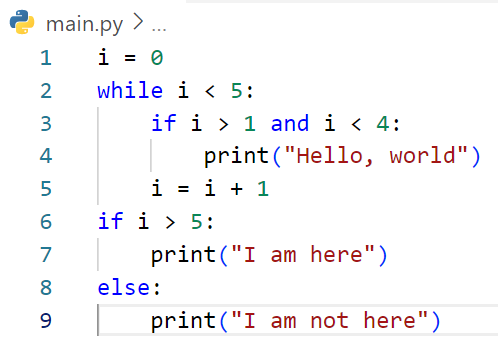 main.py > ...
1 i = 0
2 while i < 5:
3     if i > 1 and i < 4:
4         print("Hello, world")
5     i = i + 1
6 if i > 5:
7     print("I am here")
8 else:
9     print("I am not here")